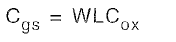 C_gs = WLC_ox